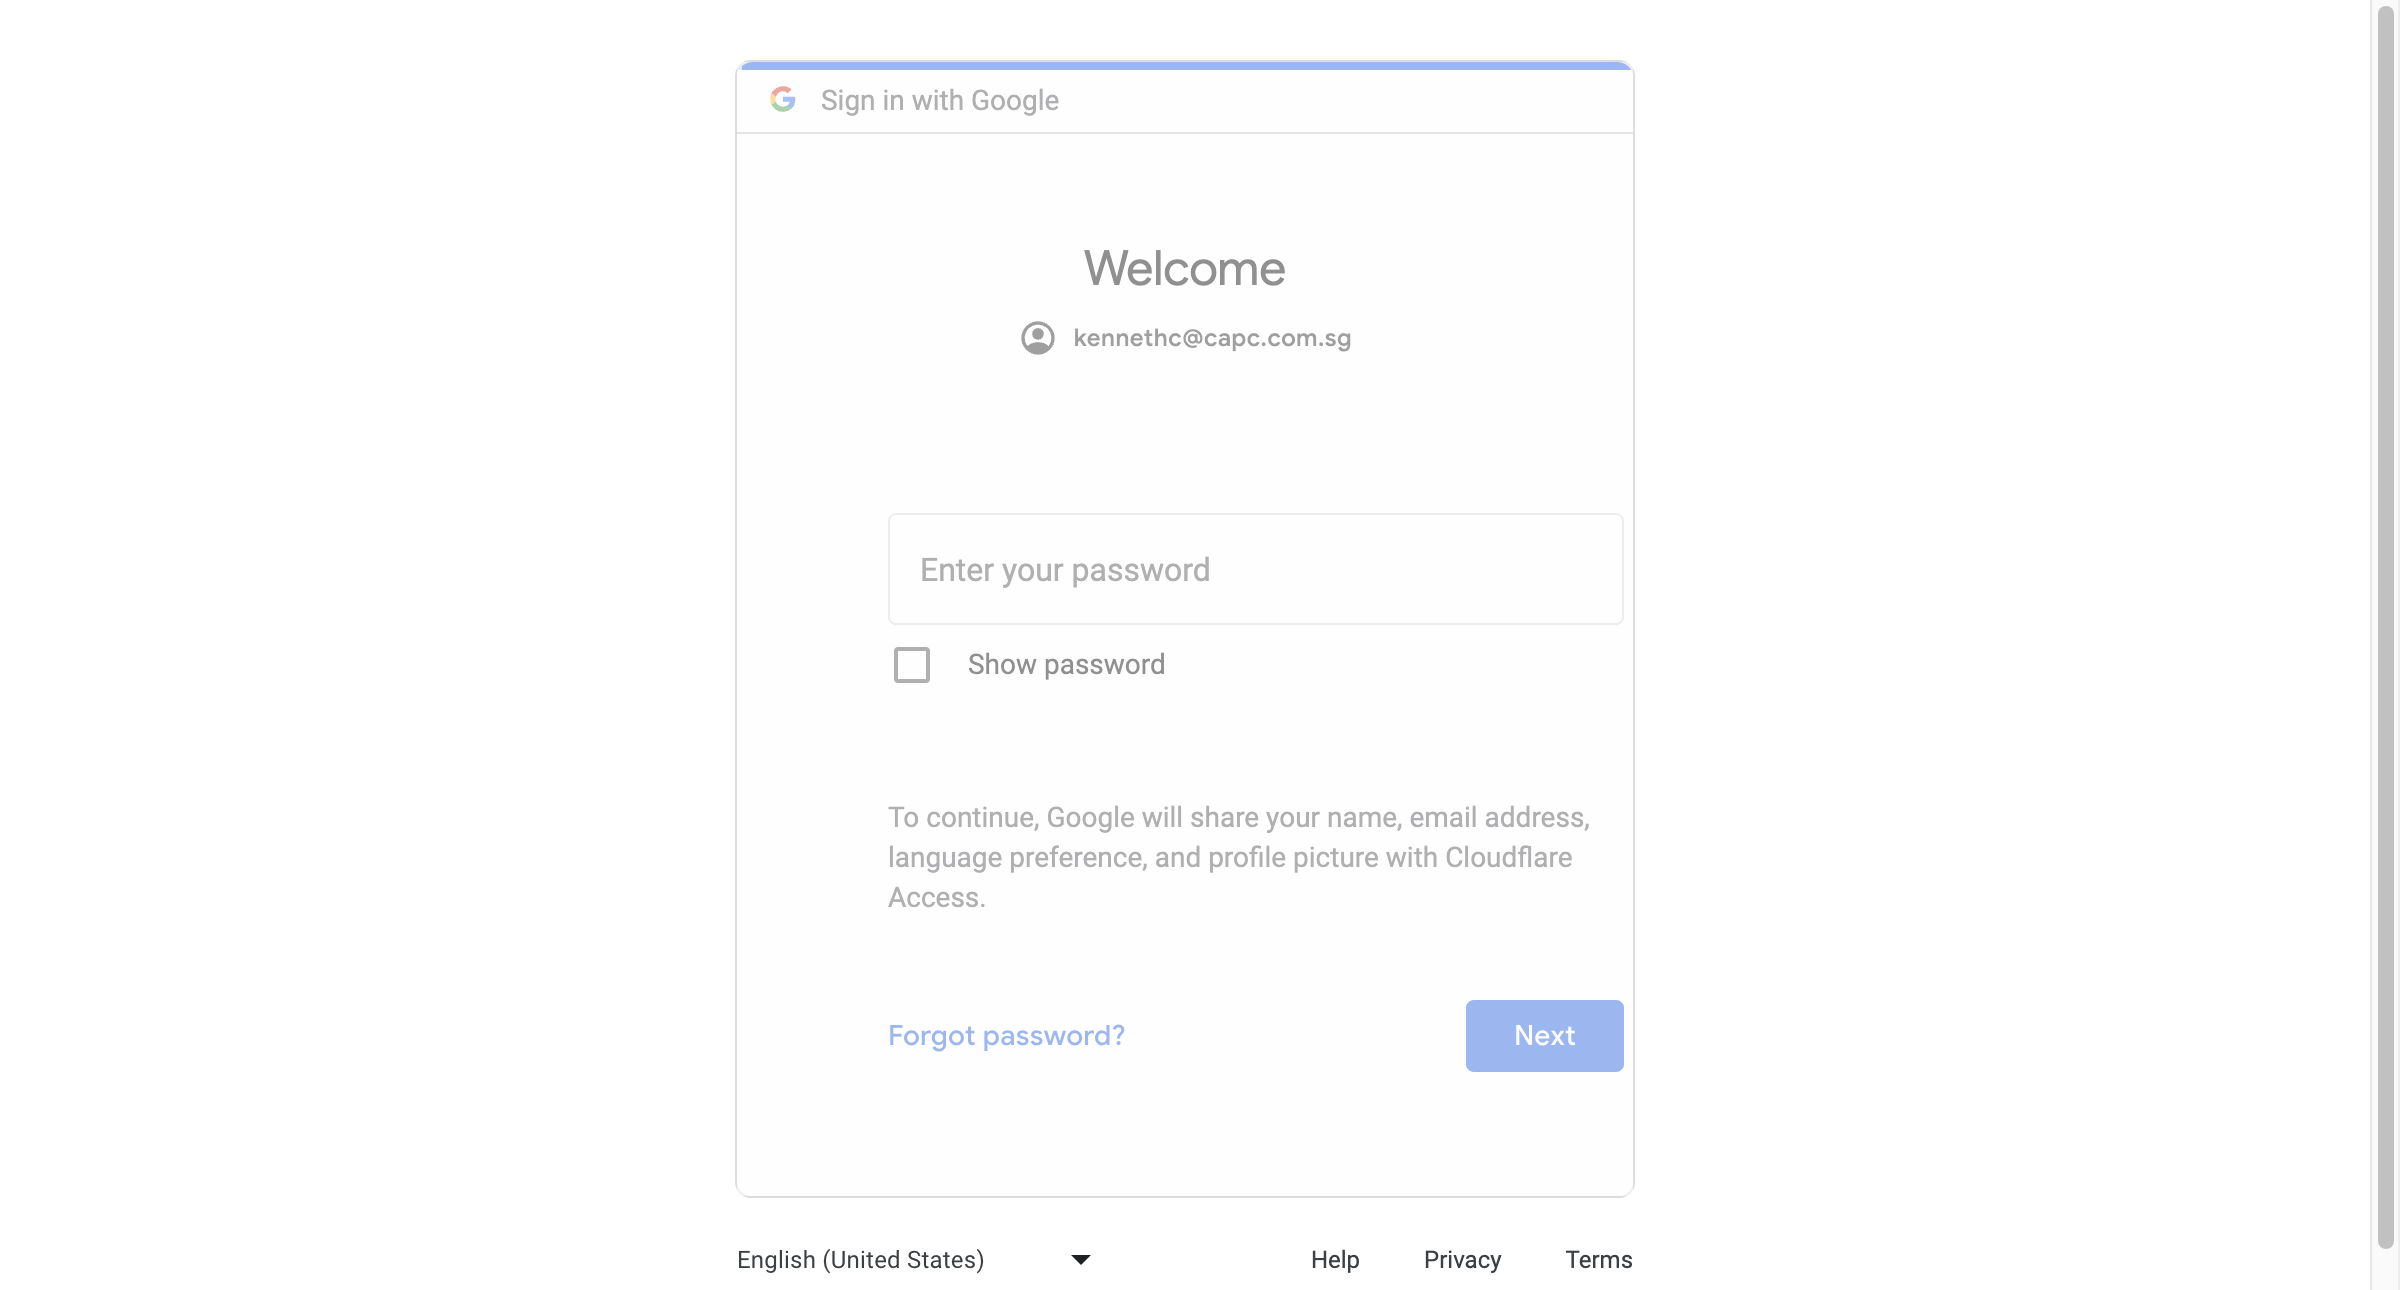 Sign in with Google
Welcome
kennethc@capc.com.sg
Enter your password
Show password
To continue, Google will share your name, email address,
language preference, and profile picture with Cloudflare
Access.
Forgot password?
Next
English (United States)
Help
Privacy
Terms